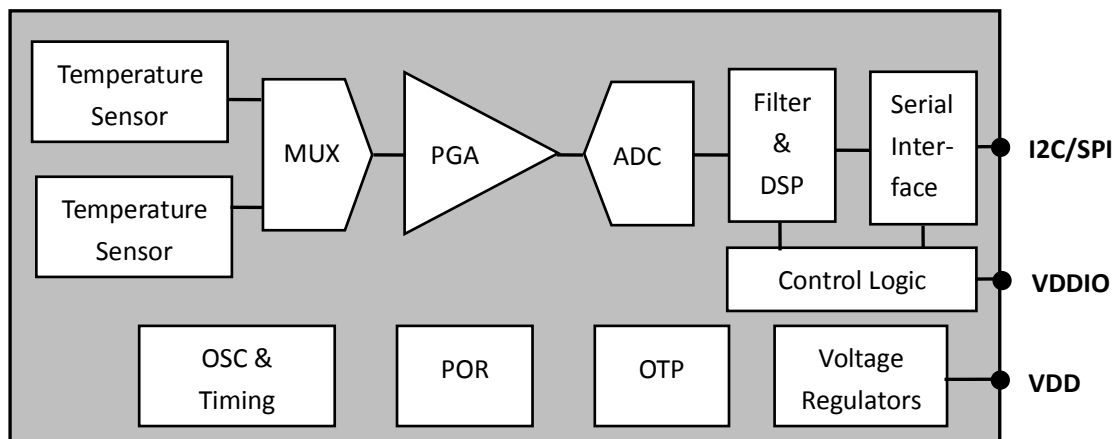 Temperature
Sensor
Temperature
Sensor
MUX
PGA
ADC
Filter
&
DSP
Serial
Inter-
face
I2C/SPI
Control Logic
VDDIO
OSC &
Timing
POR
OTP
Voltage
Regulators
VDD